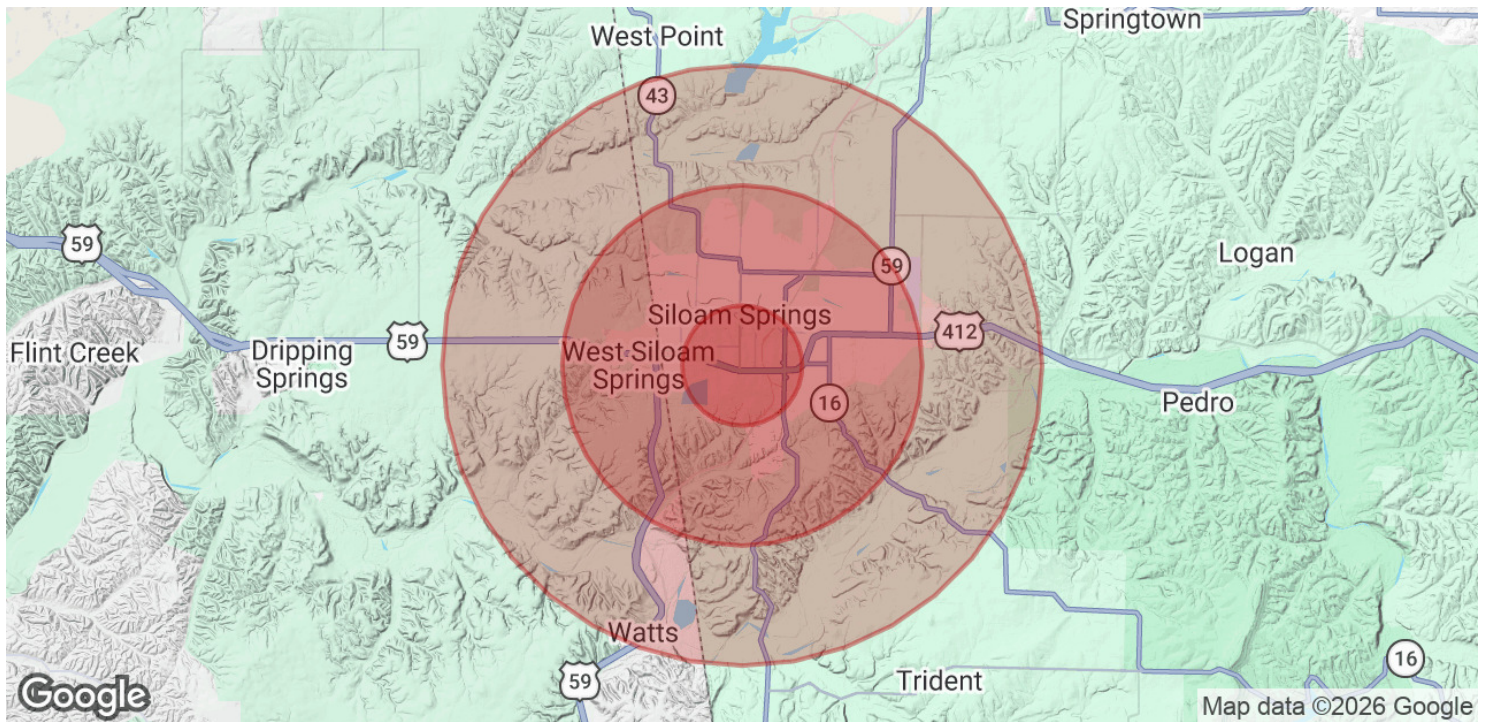 Springtown
West Point
43
59
Logan
59
Siloam Springs
412
59
Flint Creek
Dripping
Springs
West Siloam
Springs
16
Pedro
Watts
16
59
Trident
Google
Map data ©2026 Google